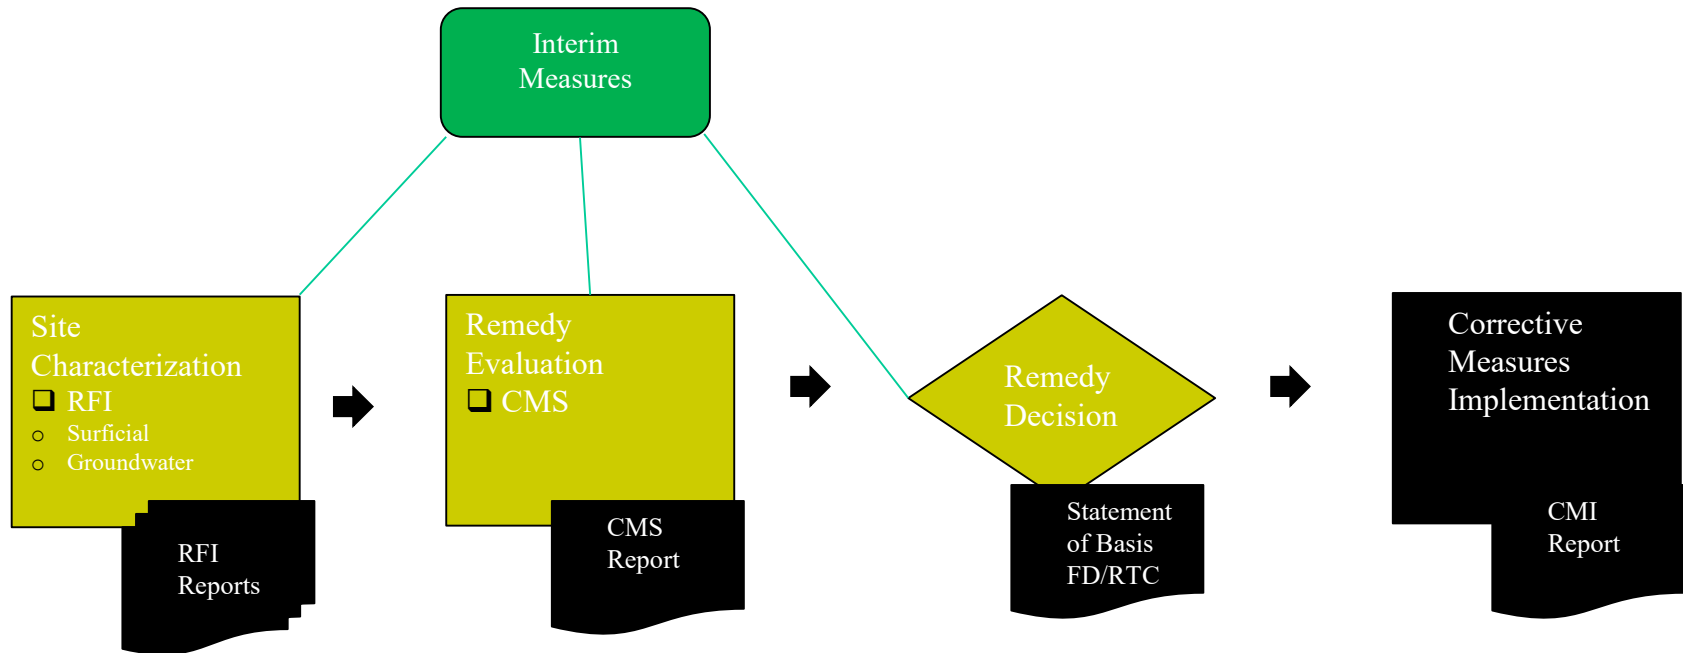 Interim
Measures
Site
Characterization
RFI
Surficial
Groundwater
RFI
Reports
Remedy
Evaluation
CMS
CMS
Report
Remedy
Decision
Statement
of Basis
FD/RTC
Corrective
Measures
Implementation
CMI
Report